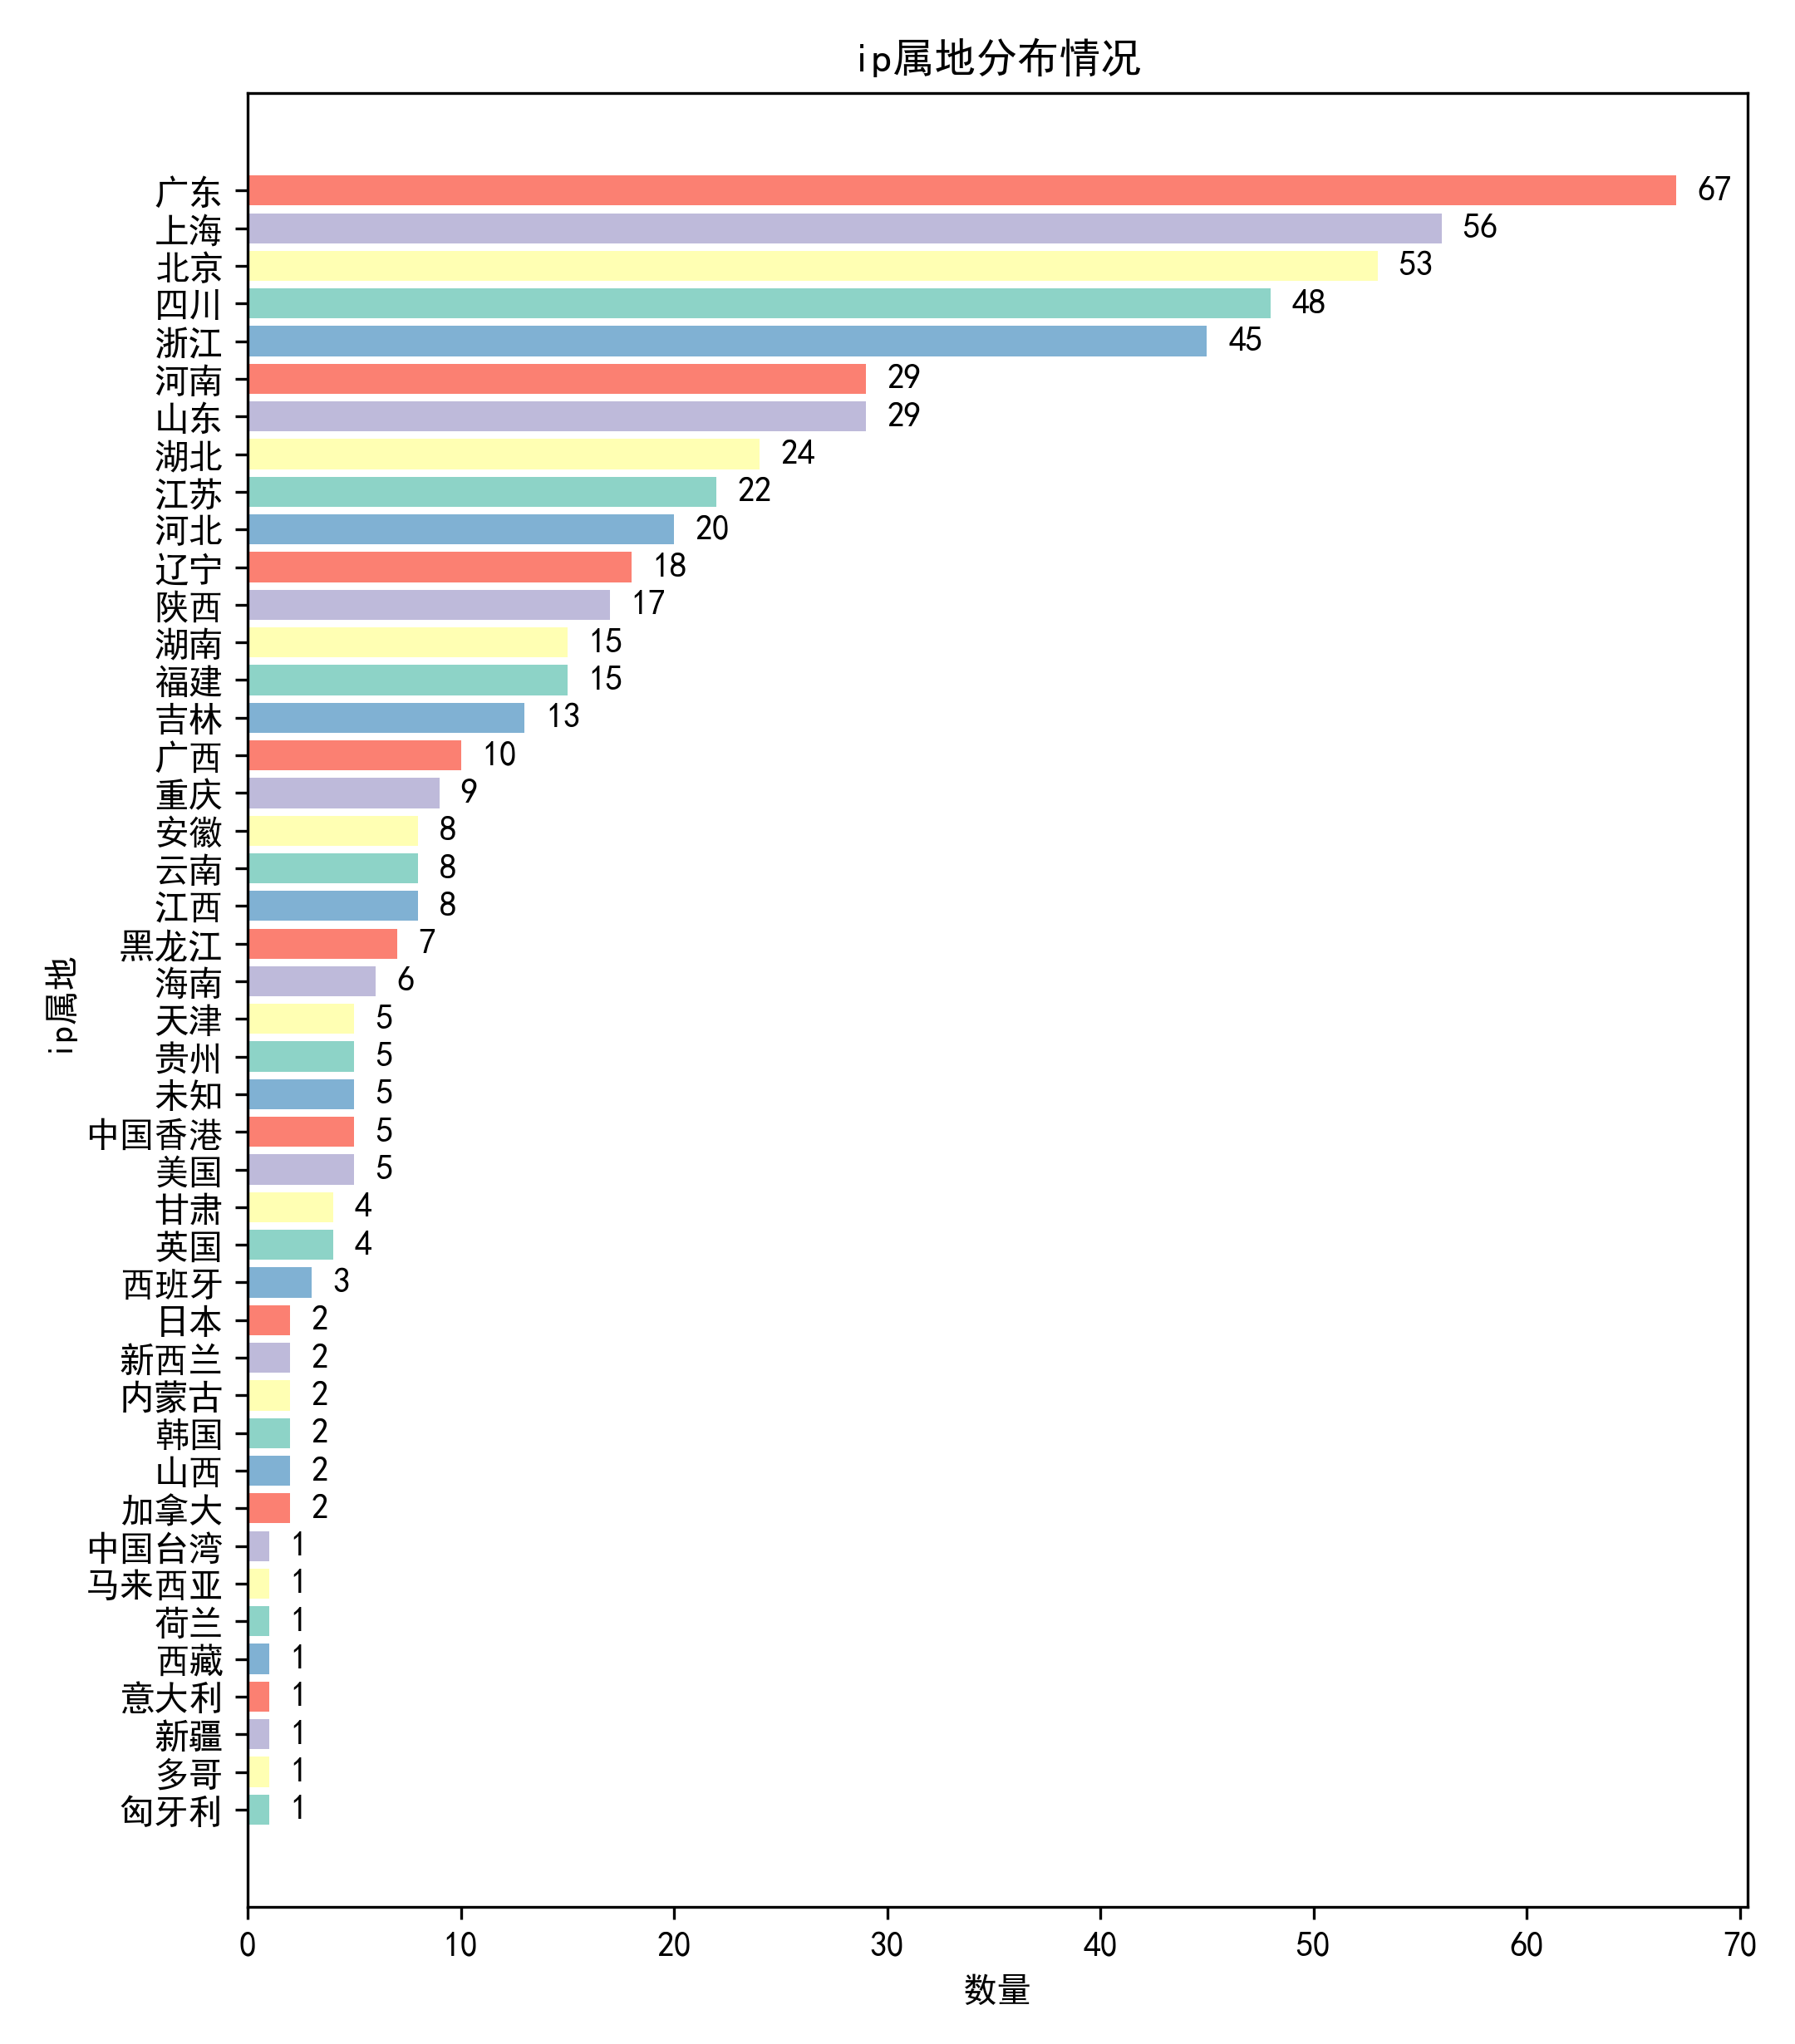 ip属地分布情况
广东 67
上海 56
北京 53
四川 48
浙江 45
河南 29
山东 29
湖北 24
江苏 22
河北 20
辽宁 18
陕西 17
湖南 15
福建 15
吉林 13
广西 10
重庆 9
安徽 8
云南 8
江西 8
黑龙江 7
海南 6
天津 5
贵州 5
未知 5
中国香港 5
美国 5
甘肃 4
英国 4
西班牙 3
日本 2
新西兰 2
内蒙古 2
韩国 2
山西 2
加拿大 2
中国台湾 1
马来西亚 1
荷兰 1
西藏 1
意大利 1
新疆 1
多哥 1
匈牙利 1
ip属地
0 10 20 30 40 50 60 70
数量